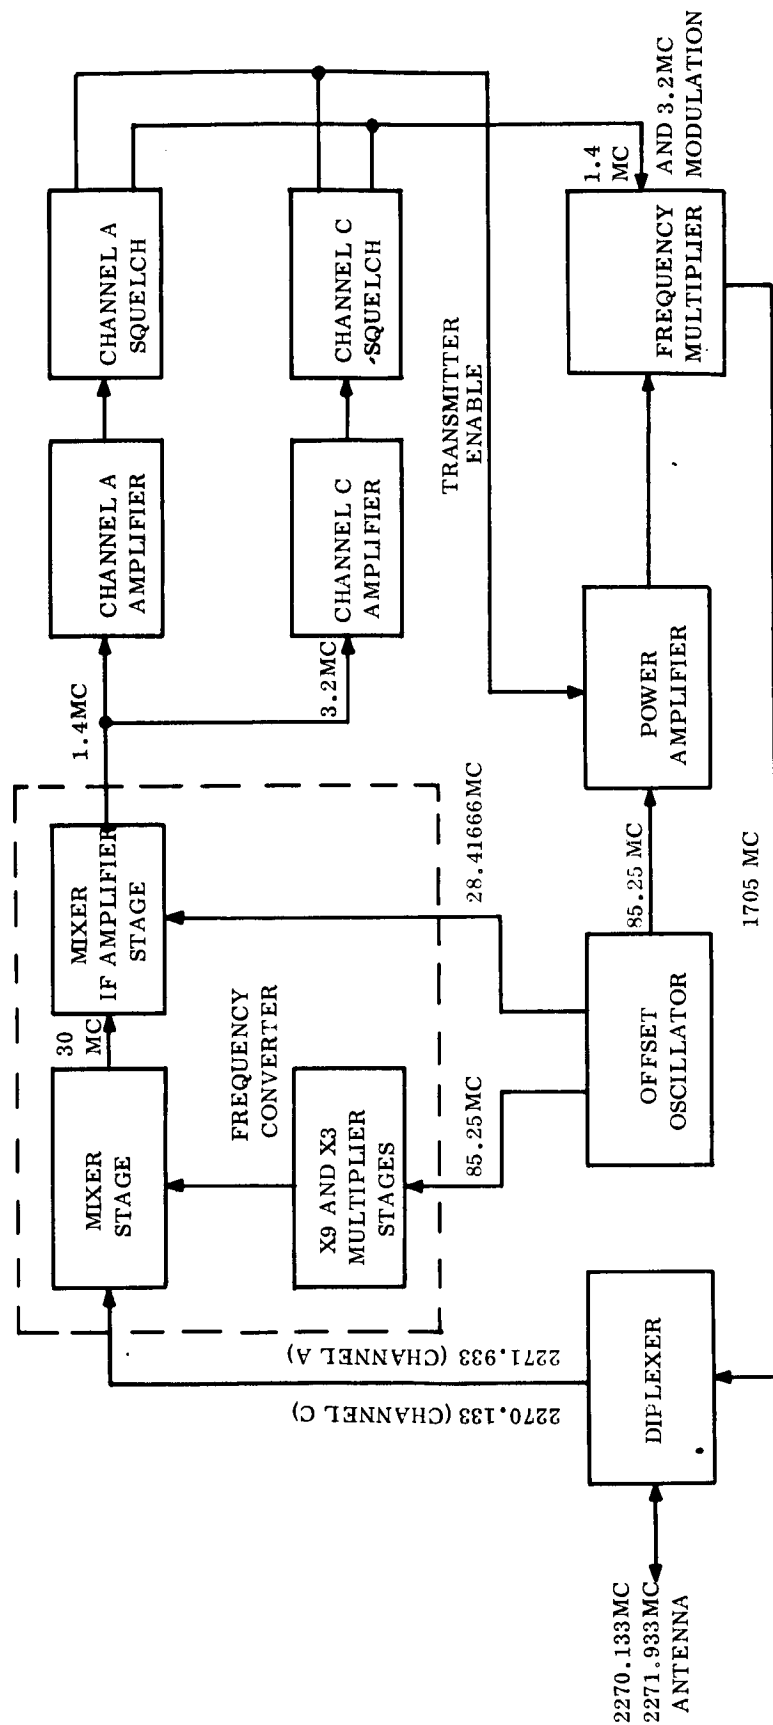 CHANNEL A
SQUELCH
CHANNEL C
SQUELCH
CHANNEL A
AMPLIFIER
CHANNEL C
AMPLIFIER
1.4MC
3.2MC
TRANSMITTER
ENABLE
1.4
MC
AND 3.2MC
MODULATION
FREQUENCY
MULTIPLIER
POWER
AMPLIFIER
MIXER
IF AMPLIFIER
STAGE
30
MC
MIXER
STAGE
FREQUENCY
CONVERTER
X9 AND X3
MULTIPLIER
STAGES
28.41666MC
85.25MC
85.25 MC
OFFSET
OSCILLATOR
1705 MC
2271.933 (CHANNEL A)
2270.133 (CHANNEL C)
DIPLEXER
2270.133MC
2271.933MC
ANTENNA